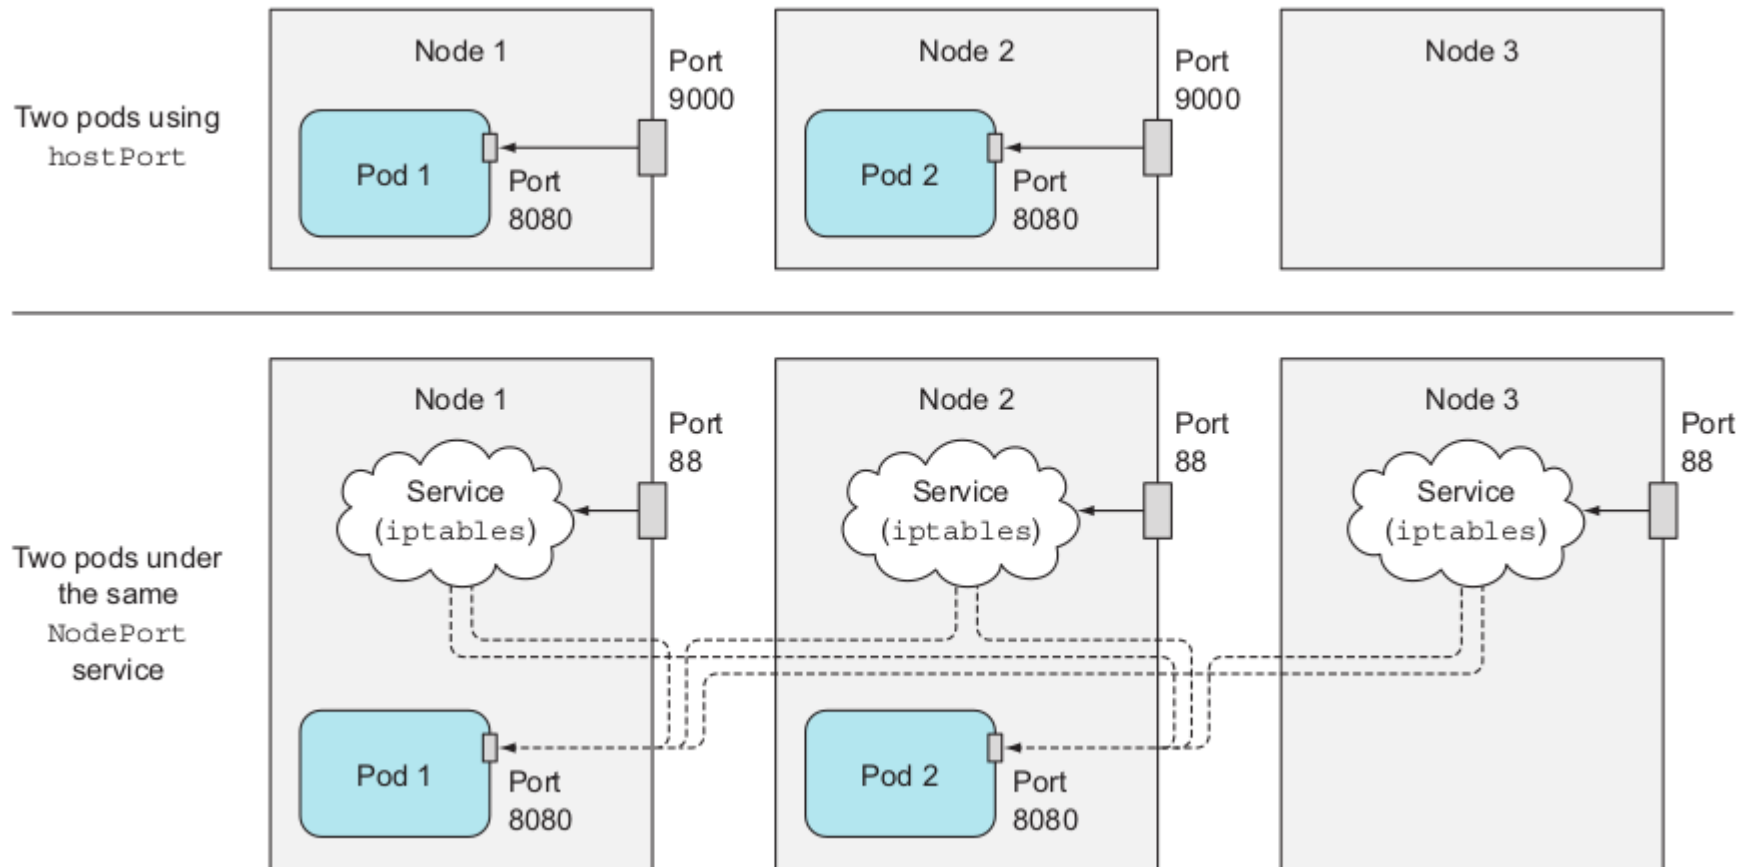 Node 1
Port
9000
Node 2
Port
9000
Node 3
Two pods using
hostPort
Pod 1
Port
8080
Pod 2
Port
8080
Node 1
Port
88
Node 2
Port
88
Node 3
Port
88
Service
(iptables)
Service
(iptables)
Service
(iptables)
Two pods under
the same
NodePort
service
Pod 1
Port
8080
Pod 2
Port
8080